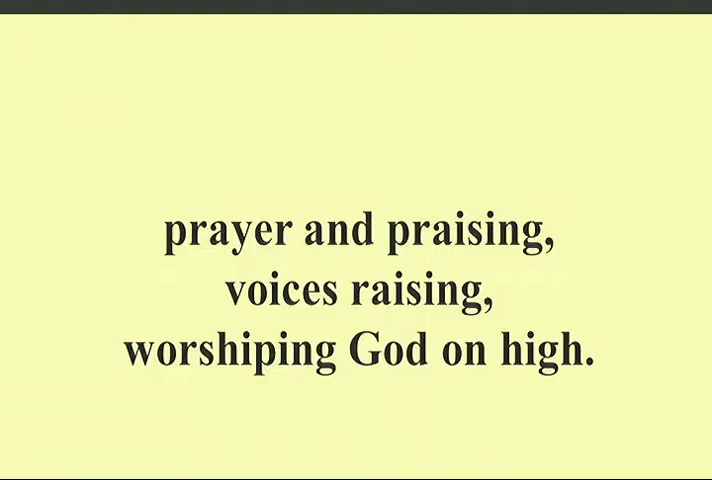 prayer and praising,
voices raising,
worshiping God on high.